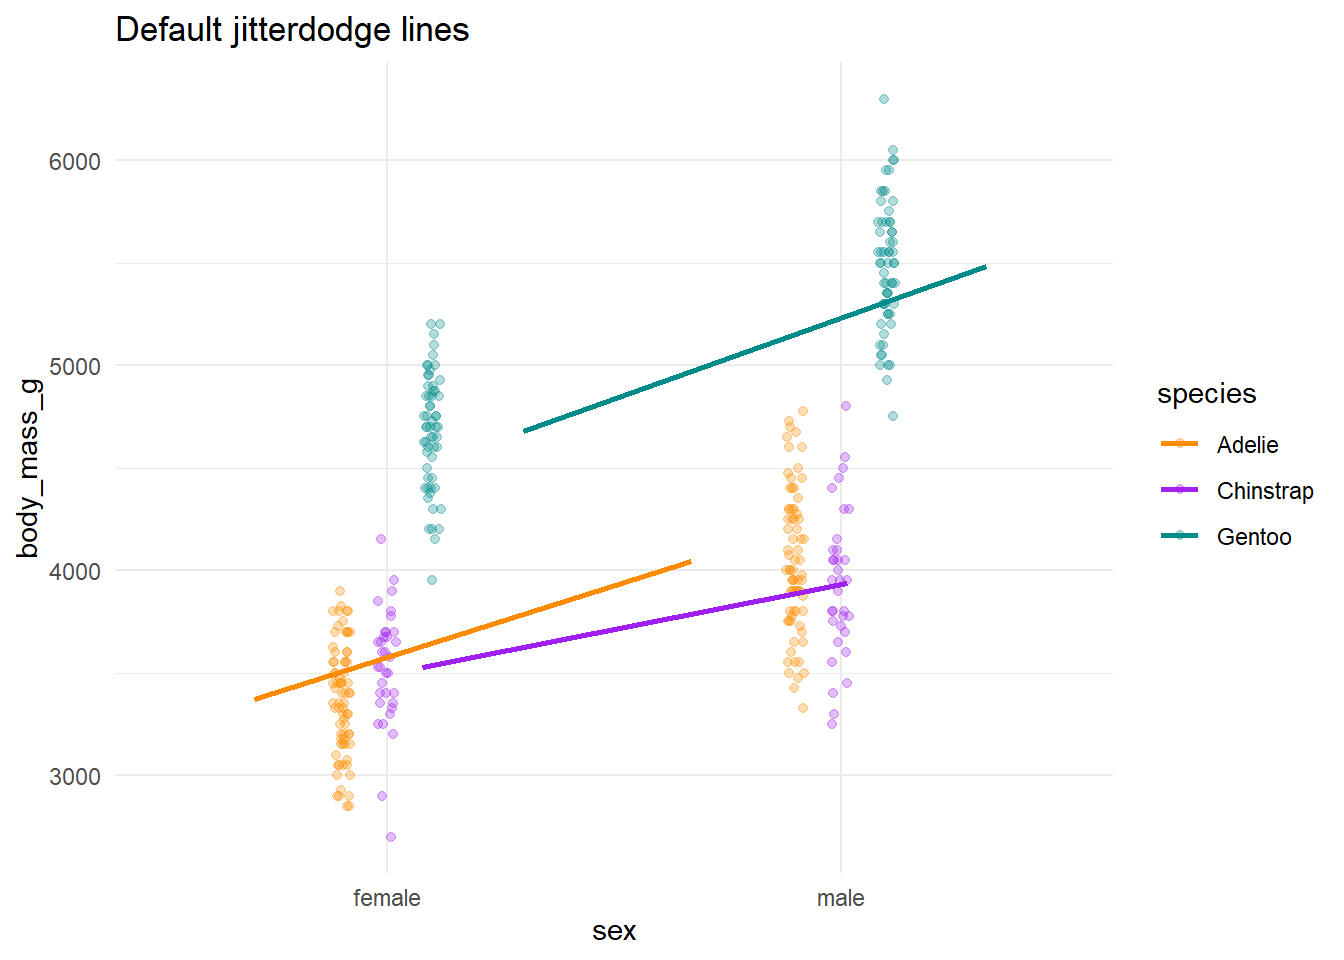 Default jitterdodge lines
6000
5000
4000
3000
body_mass_g
female
male
sex
species
Adelie
Chinstrap
Gentoo